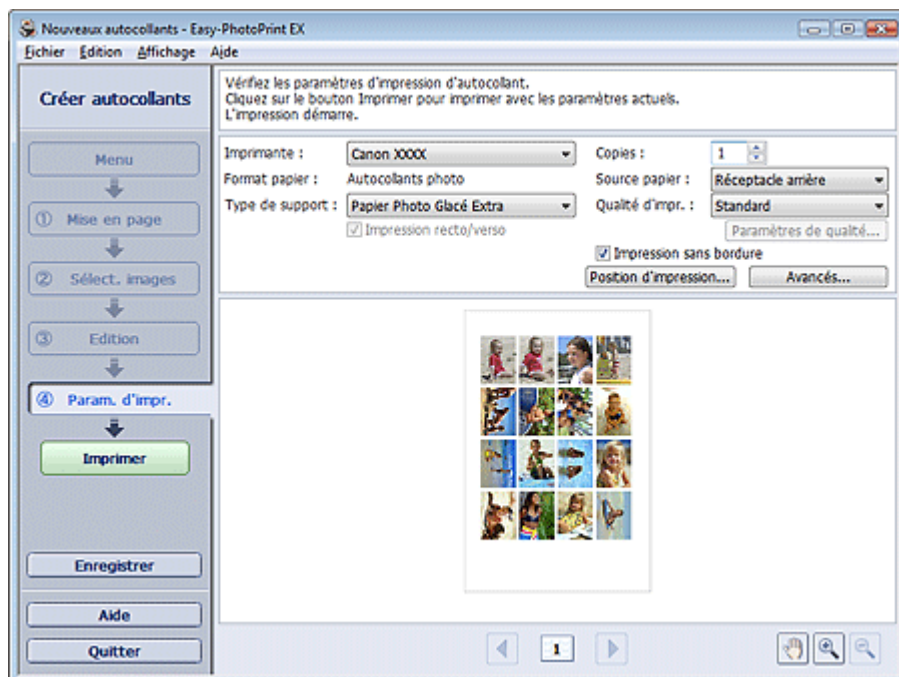 Nouveaux autocollants - Easy-PhotoPrint EX
Fichier Édition Affichage Aide
Créer autocollants
Vérifiez les paramètres d'impression d'autocollant.
Cliquez sur le bouton Imprimer pour imprimer avec les paramètres actuels.
L'impression démarre.
Menu
① Mise en page
② Sélect. images
③ Edition
④ Param. d'impr.
Imprimer
Enregistrer
Aide
Quitter
Imprimante : Canon XXXX Copies : 1
Format papier : Autocollants photo Source papier : Réceptacle arrière
Type de support : Papier Photo Glacé Extra Qualité d'impr. : Standard
Impression recto/verso Paramètres de qualité...
Impression sans bordure
Position d'impression... Avancés...
1